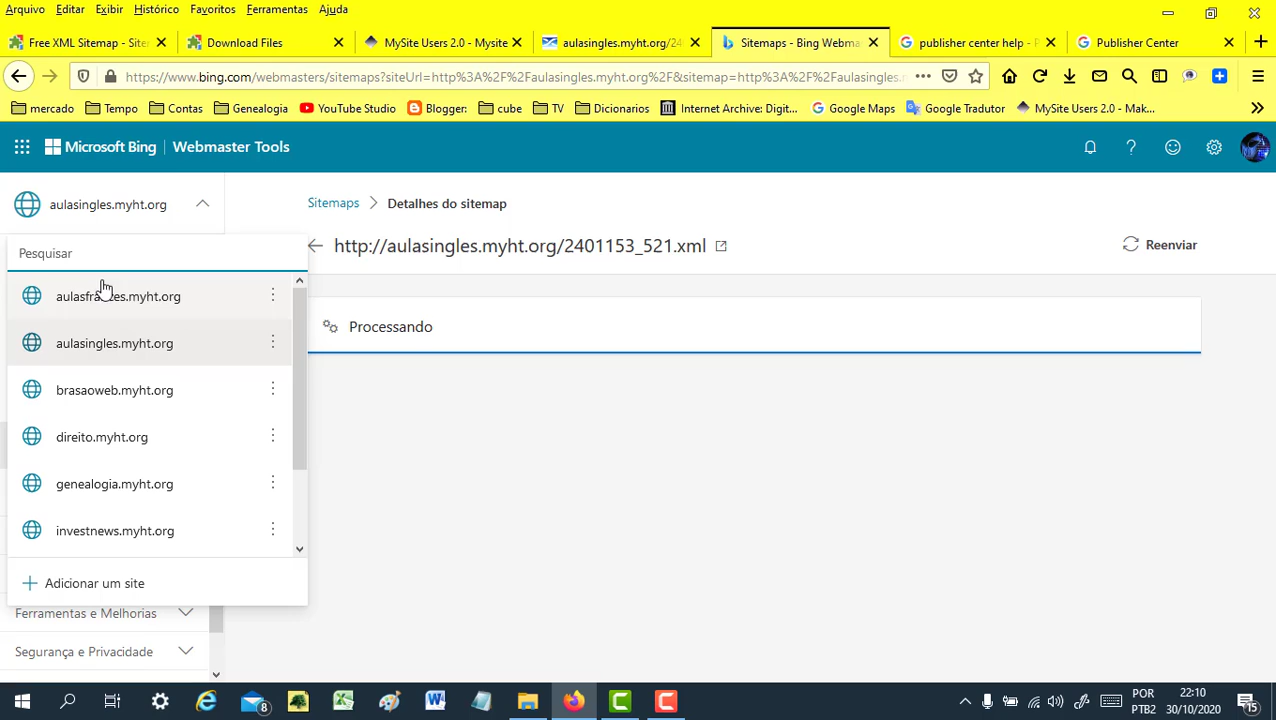 Arquivo Editar Exibir Histórico Favoritos Ferramentas Ajuda
Free XML Sitemap - Site
Download Files
MySite Users 2.0 - Mysite
aulasingles.myht.org/24
Sitemaps - Bing Webma
publisher center help - P
Publisher Center
https://www.bing.com/webmasters/sitemaps?siteUrl=http%3A%2F%2Faulasingles.myht.org%2F&sitemap=http%3A%2F%2Faulasingles.
mercado Tempo Contas Genealogia YouTube Studio Blogger: cube TV Dicionarios Internet Archive: Digit... Google Maps Google Tradutor MySite Users 2.0 - Mak...
Microsoft Bing Webmaster Tools
aulasingles.myht.org
Sitemaps > Detalhes do sitemap
Pesquisar
http://aulasingles.myht.org/2401153_521.xml
Reenviar
aulasfrances.myht.org
Processando
aulasingles.myht.org
brasaoweb.myht.org
direito.myht.org
genealogia.myht.org
investnews.myht.org
Adicionar um site
Ferramentas e Melhorias
Segurança e Privacidade
8
POR
PTB2
22:10
30/10/2020
15